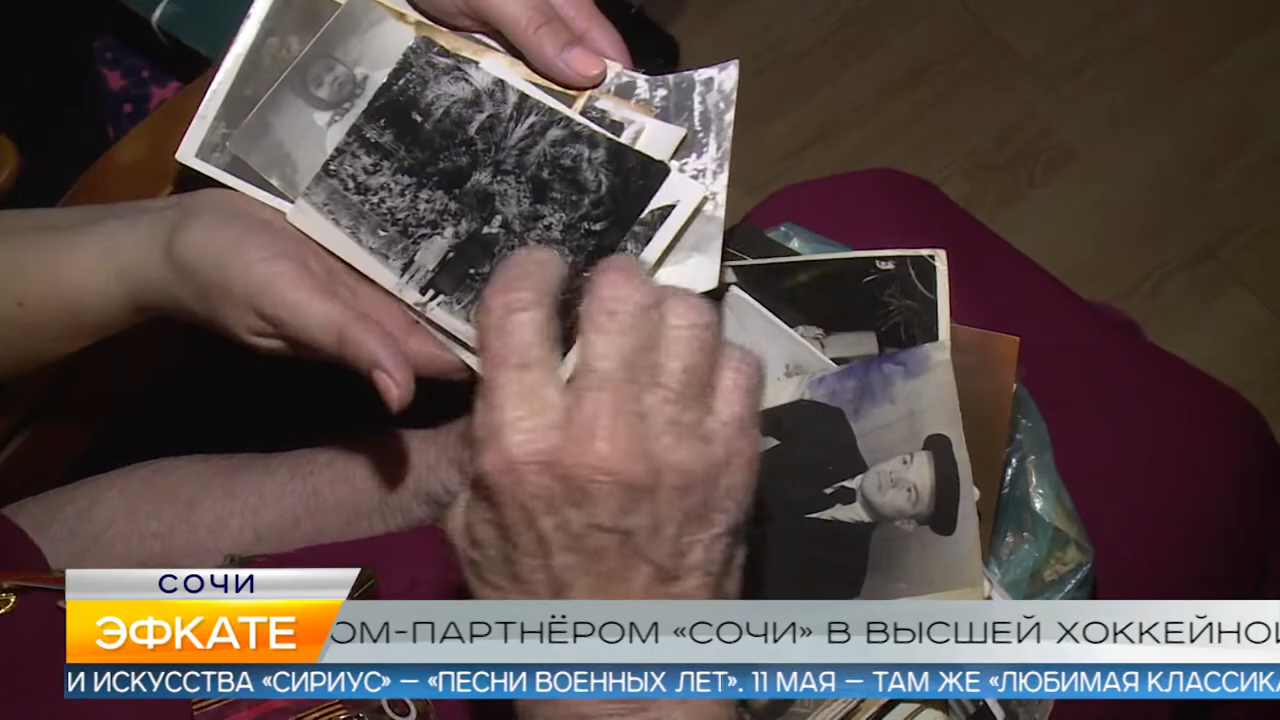 СОЧИ
ЭФКАТЕ
ОМ-ПАРТНЁРОМ «СОЧИ» В ВЫСШЕЙ ХОККЕЙНОЙ
И ИСКУССТВА «СИРИУС» — «ПЕСНИ ВОЕННЫХ ЛЕТ». 11 МАЯ — ТАМ ЖЕ «ЛЮБИМАЯ КЛАССИКА